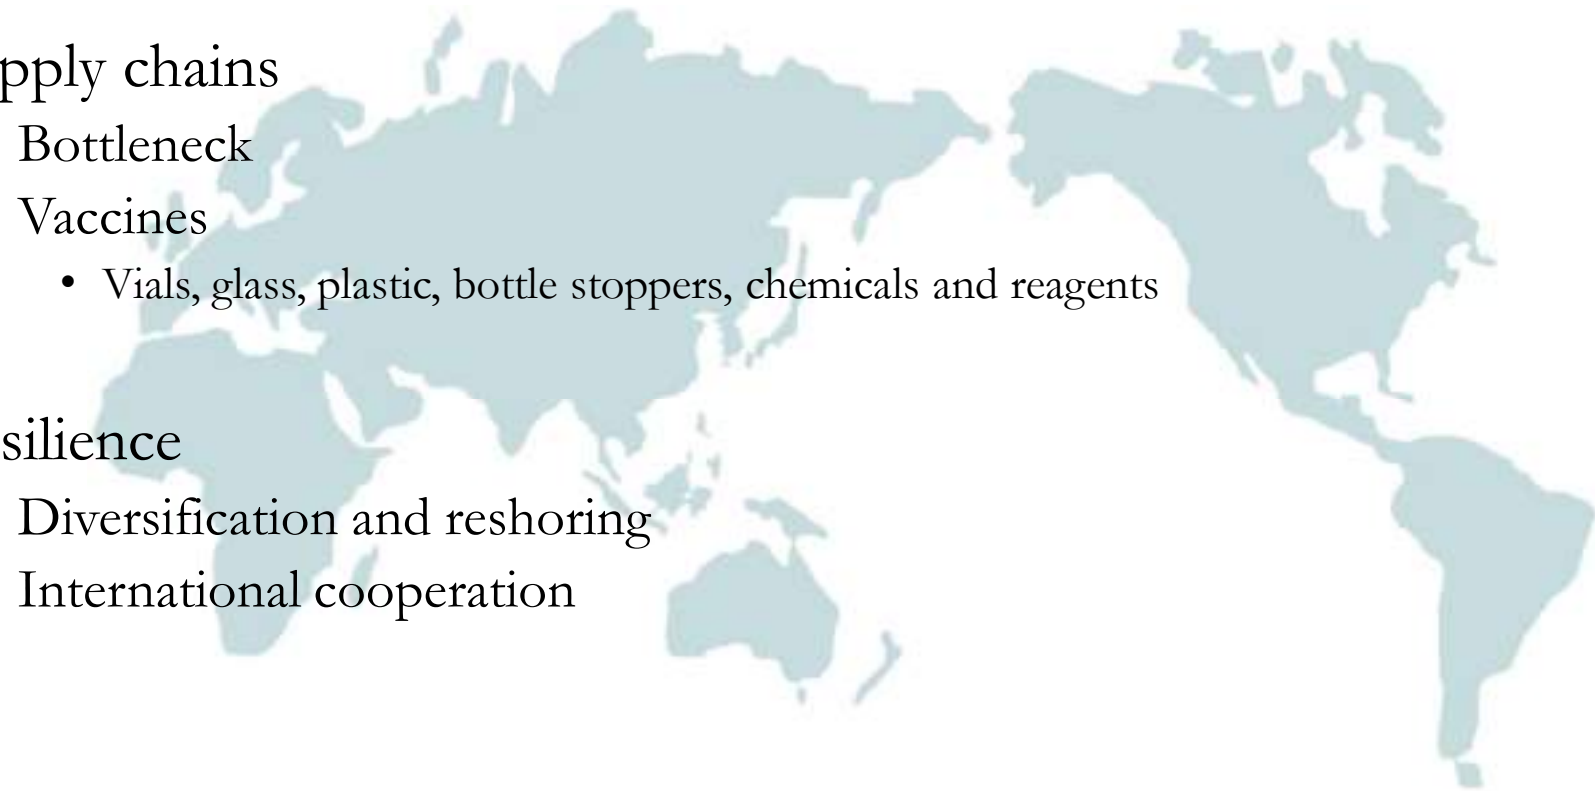 pply chains
Bottleneck
Vaccines
• Vials, glass, plastic, bottle stoppers, chemicals and reagents
silience
Diversification and reshoring
International cooperation